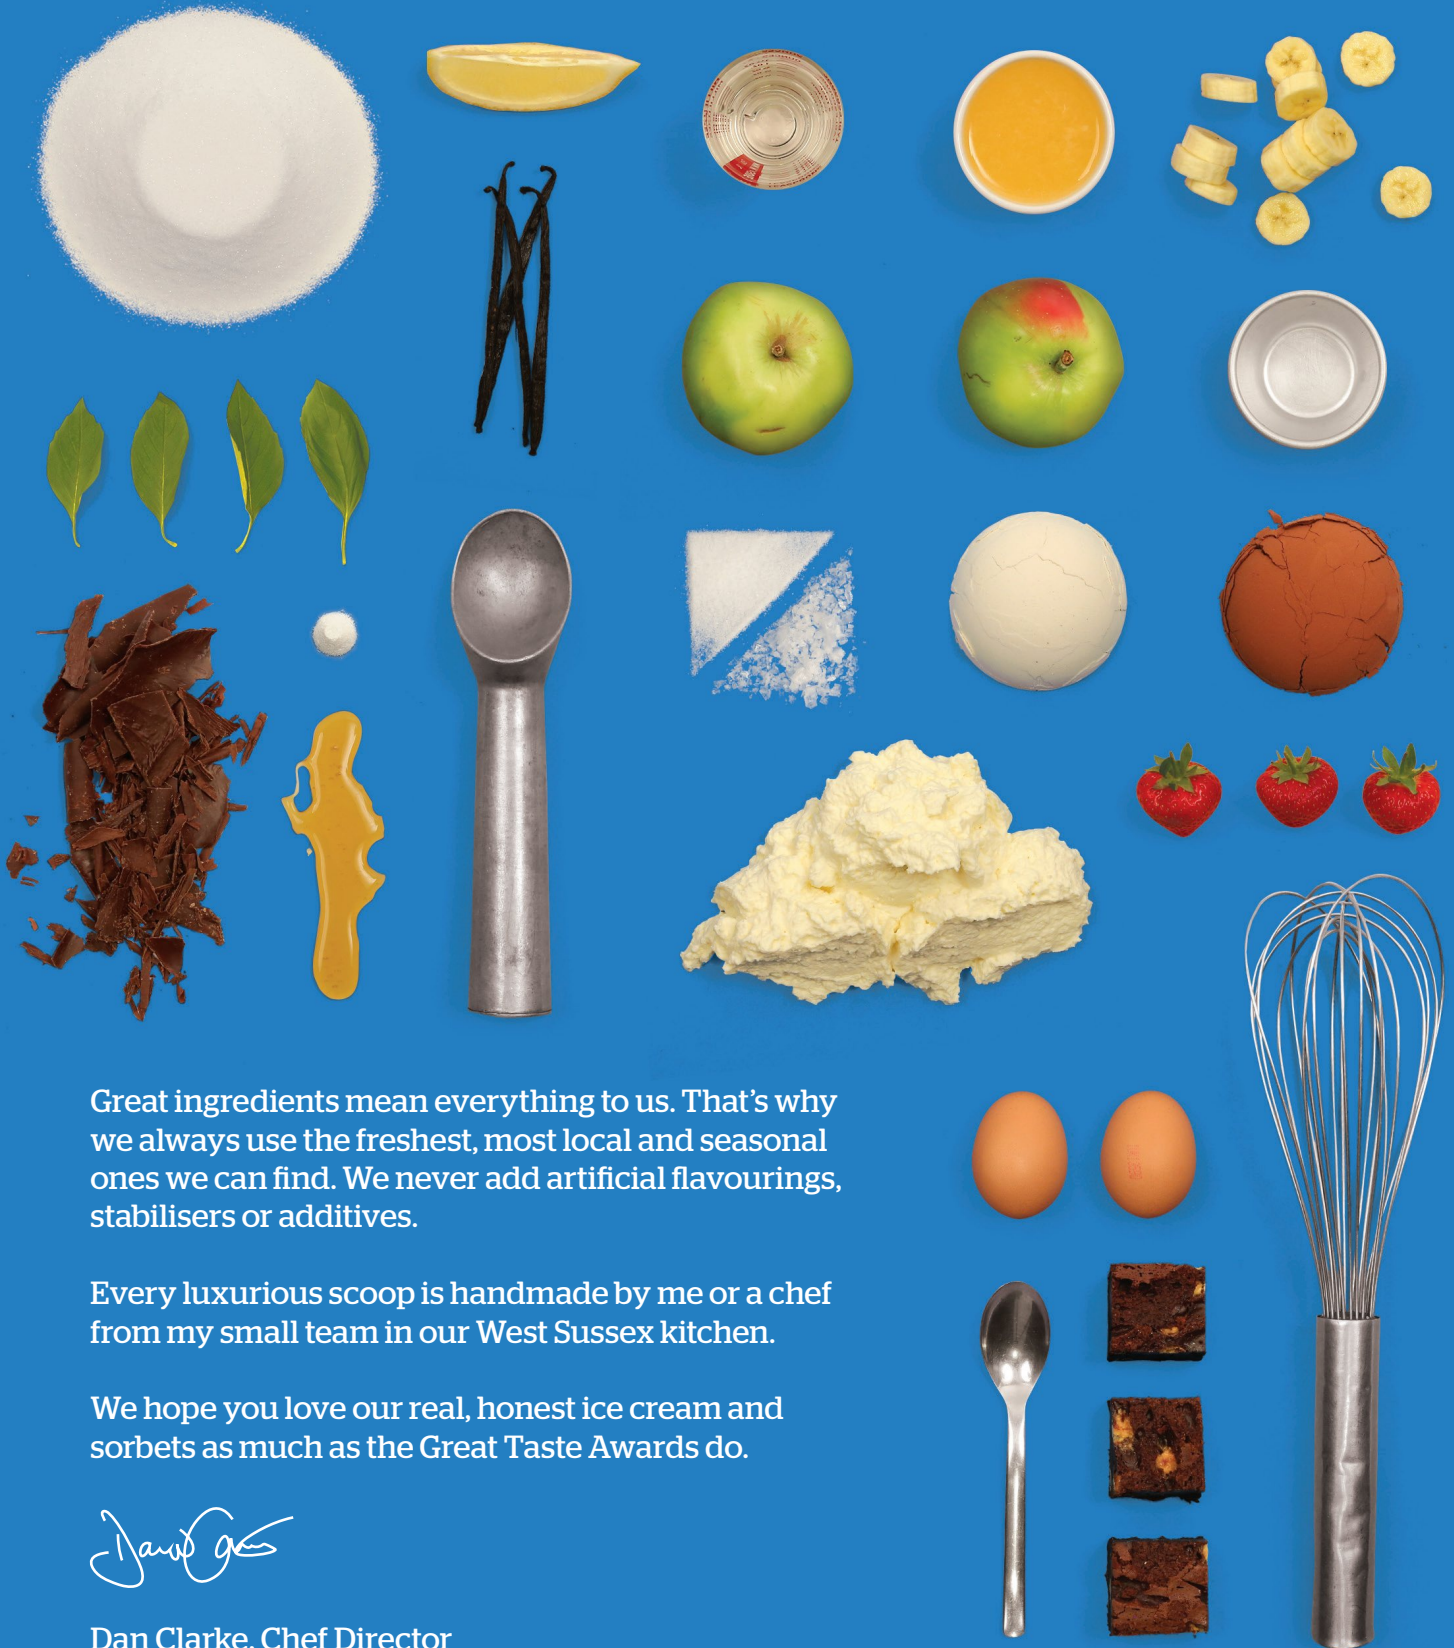 Great ingredients mean everything to us. That’s why
we always use the freshest, most local and seasonal
ones we can find. We never add artificial flavourings,
stabilisers or additives.
Every luxurious scoop is handmade by me or a chef
from my small team in our West Sussex kitchen.
We hope you love our real, honest ice cream and
sorbets as much as the Great Taste Awards do.
Dan Clarke, Chef Director